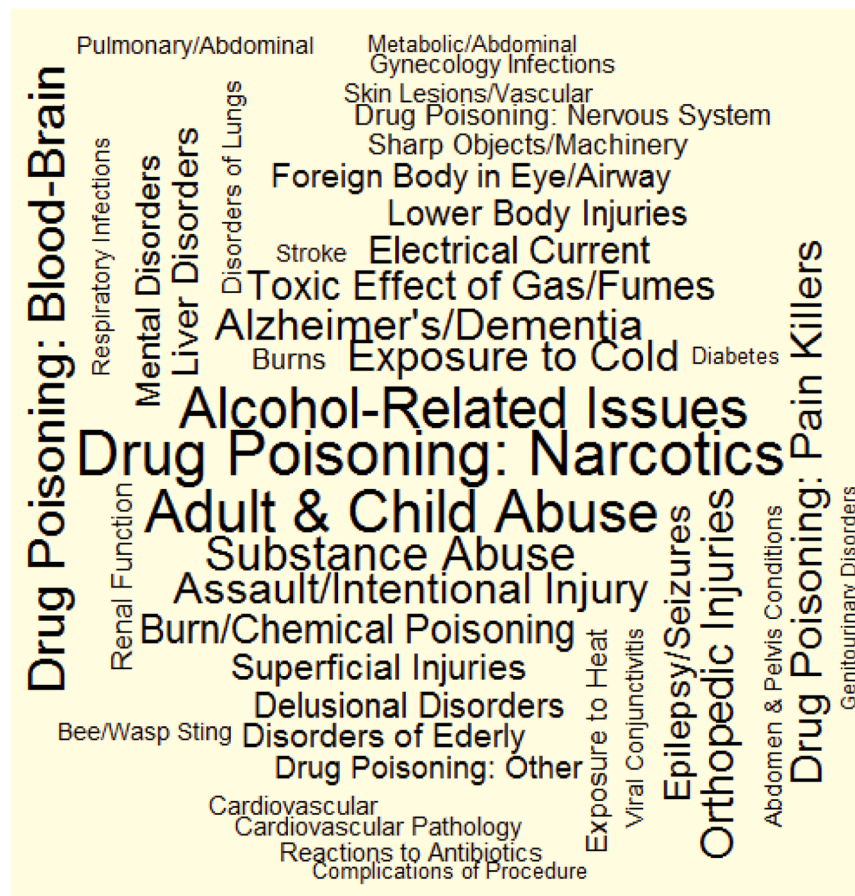 Pulmonary/Abdominal
Metabolic/Abdominal
Gynecology Infections
Skin Lesions/Vascular
Drug Poisoning: Nervous System
Sharp Objects/Machinery
Foreign Body in Eye/Airway
Lower Body Injuries
Stroke
Electrical Current
Toxic Effect of Gas/Fumes
Alzheimer's/Dementia
Burns
Exposure to Cold
Diabetes
Alcohol-Related Issues
Drug Poisoning: Narcotics
Adult & Child Abuse
Substance Abuse
Assault/Intentional Injury
Burn/Chemical Poisoning
Superficial Injuries
Delusional Disorders
Bee/Wasp Sting
Disorders of Ederly
Drug Poisoning: Other
Cardiovascular
Cardiovascular Pathology
Reactions to Antibiotics
Complications of Procedure
Drug Poisoning: Blood-Brain
Respiratory Infections
Mental Disorders
Liver Disorders
Disorders of Lungs
Renal Function
Exposure to Heat
Viral Conjunctivitis
Epilepsy/Seizures
Orthopedic Injuries
Abdomen & Pelvis Conditions
Drug Poisoning: Pain Killers
Genitourinary Disorders